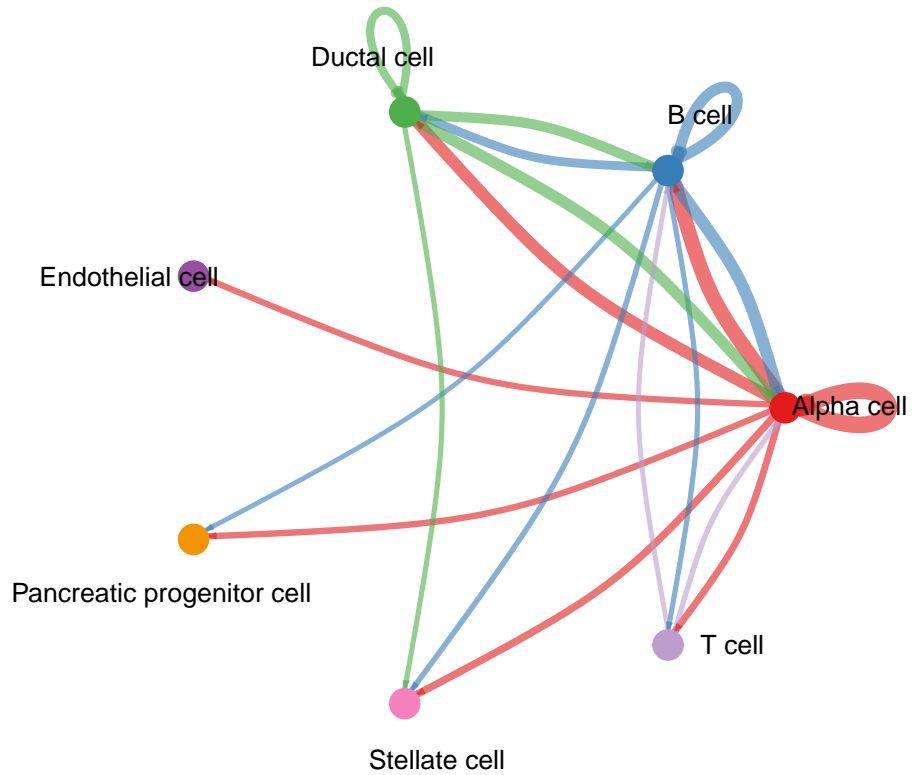 Ductal cell
B cell
Endothelial cell
Alpha cell
Pancreatic progenitor cell
T cell
Stellate cell